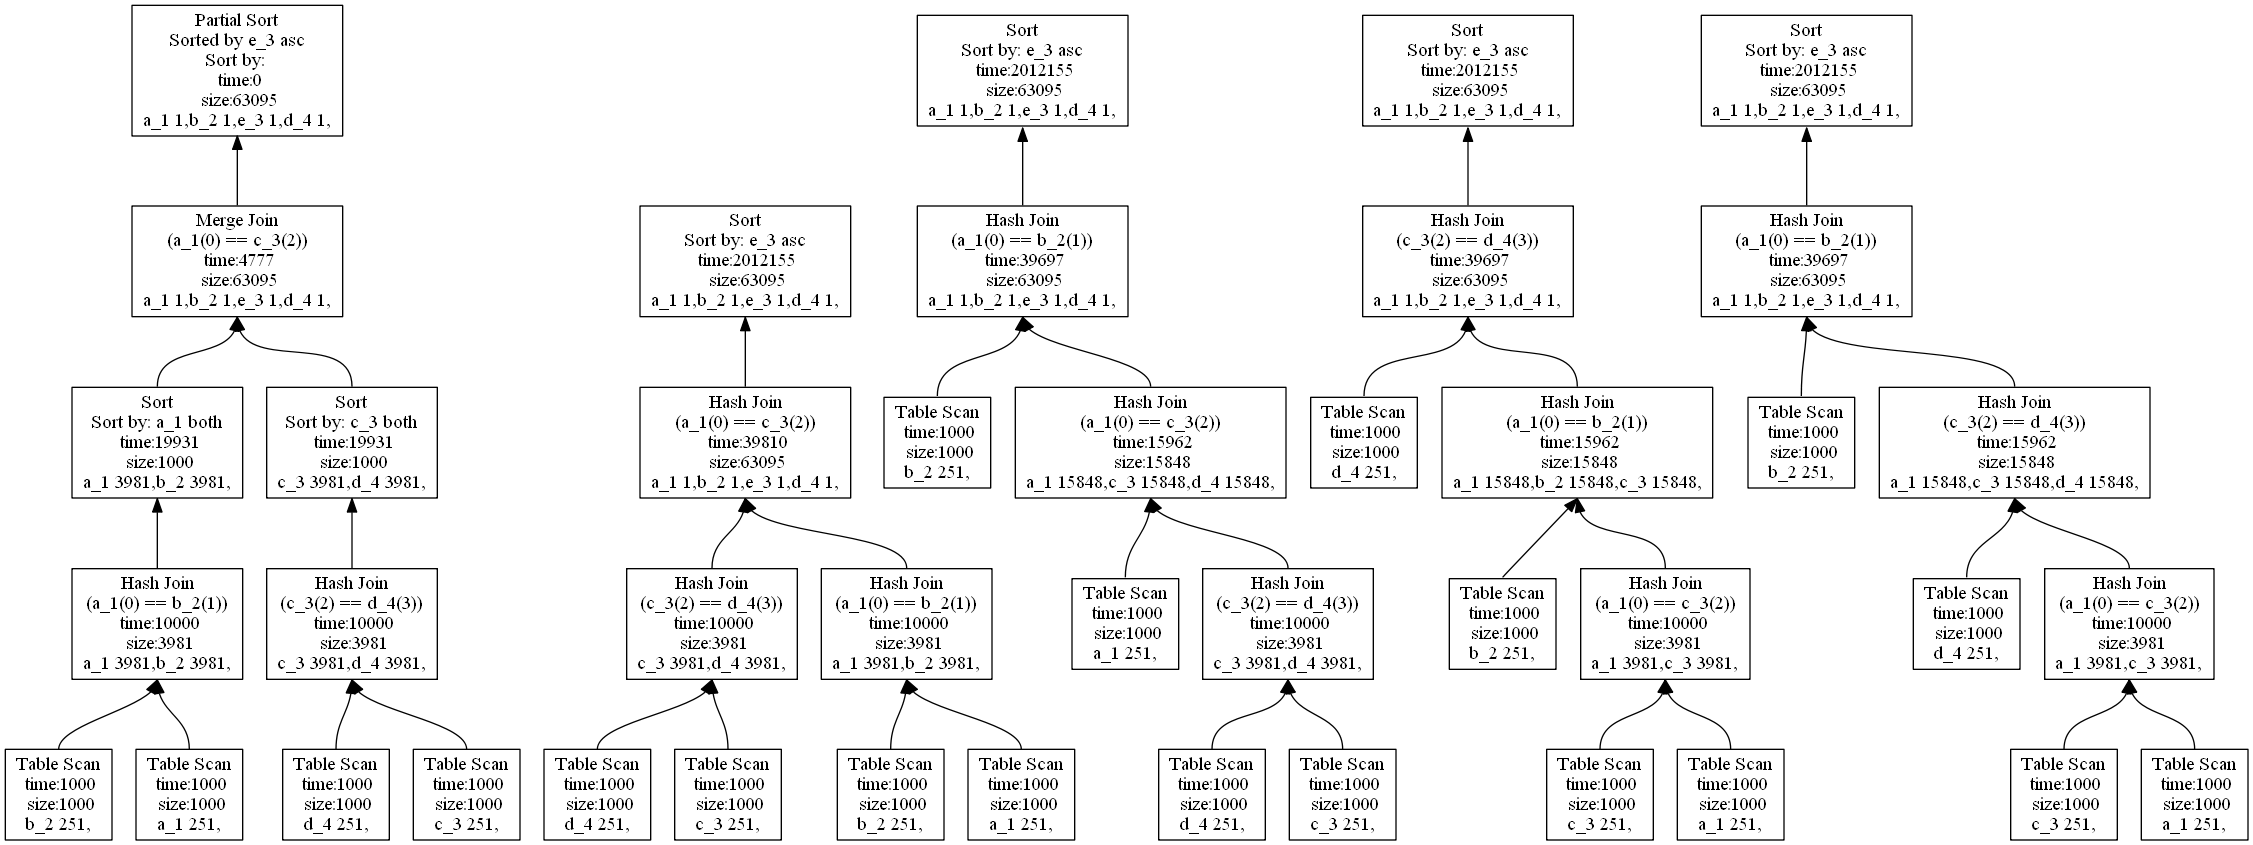 Partial Sort
Sorted by e_3 asc
Sort by:
time:0
size:63095
a_1 1,b_2 1,e_3 1,d_4 1,
Merge Join
(a_1(0) == c_3(2))
time:4777
size:63095
a_1 1,b_2 1,e_3 1,d_4 1,
Sort
Sort by: a_1 both
time:19931
size:1000
a_1 3981,b_2 3981,
Sort
Sort by: c_3 both
time:19931
size:1000
c_3 3981,d_4 3981,
Hash Join
(a_1(0) == b_2(1))
time:10000
size:3981
a_1 3981,b_2 3981,
Hash Join
(c_3(2) == d_4(3))
time:10000
size:3981
c_3 3981,d_4 3981,
Table Scan
time:1000
size:1000
b_2 251,
Table Scan
time:1000
size:1000
a_1 251,
Table Scan
time:1000
size:1000
d_4 251,
Table Scan
time:1000
size:1000
c_3 251,
Sort
Sort by: e_3 asc
time:2012155
size:63095
a_1 1,b_2 1,e_3 1,d_4 1,
Hash Join
(a_1(0) == c_3(2))
time:39810
size:63095
a_1 1,b_2 1,e_3 1,d_4 1,
Hash Join
(c_3(2) == d_4(3))
time:10000
size:3981
c_3 3981,d_4 3981,
Hash Join
(a_1(0) == b_2(1))
time:10000
size:3981
a_1 3981,b_2 3981,
Table Scan
time:1000
size:1000
d_4 251,
Table Scan
time:1000
size:1000
c_3 251,
Table Scan
time:1000
size:1000
b_2 251,
Table Scan
time:1000
size:1000
a_1 251,
Sort
Sort by: e_3 asc
time:2012155
size:63095
a_1 1,b_2 1,e_3 1,d_4 1,
Hash Join
(a_1(0) == b_2(1))
time:39697
size:63095
a_1 1,b_2 1,e_3 1,d_4 1,
Table Scan
time:1000
size:1000
b_2 251,
Hash Join
(a_1(0) == c_3(2))
time:15962
size:15848
a_1 15848,c_3 15848,d_4 15848,
Table Scan
time:1000
size:1000
a_1 251,
Hash Join
(c_3(2) == d_4(3))
time:10000
size:3981
c_3 3981,d_4 3981,
Table Scan
time:1000
size:1000
d_4 251,
Table Scan
time:1000
size:1000
c_3 251,
Sort
Sort by: e_3 asc
time:2012155
size:63095
a_1 1,b_2 1,e_3 1,d_4 1,
Hash Join
(c_3(2) == d_4(3))
time:39697
size:63095
a_1 1,b_2 1,e_3 1,d_4 1,
Table Scan
time:1000
size:1000
d_4 251,
Hash Join
(a_1(0) == b_2(1))
time:15962
size:15848
a_1 15848,b_2 15848,c_3 15848,
Table Scan
time:1000
size:1000
b_2 251,
Hash Join
(a_1(0) == c_3(2))
time:10000
size:3981
a_1 3981,c_3 3981,
Table Scan
time:1000
size:1000
c_3 251,
Table Scan
time:1000
size:1000
a_1 251,
Sort
Sort by: e_3 asc
time:2012155
size:63095
a_1 1,b_2 1,e_3 1,d_4 1,
Hash Join
(a_1(0) == b_2(1))
time:39697
size:63095
a_1 1,b_2 1,e_3 1,d_4 1,
Table Scan
time:1000
size:1000
b_2 251,
Hash Join
(c_3(2) == d_4(3))
time:15962
size:15848
a_1 15848,c_3 15848,d_4 15848,
Table Scan
time:1000
size:1000
d_4 251,
Hash Join
(a_1(0) == c_3(2))
time:10000
size:3981
a_1 3981,c_3 3981,
Table Scan
time:1000
size:1000
c_3 251,
Table Scan
time:1000
size:1000
a_1 251,